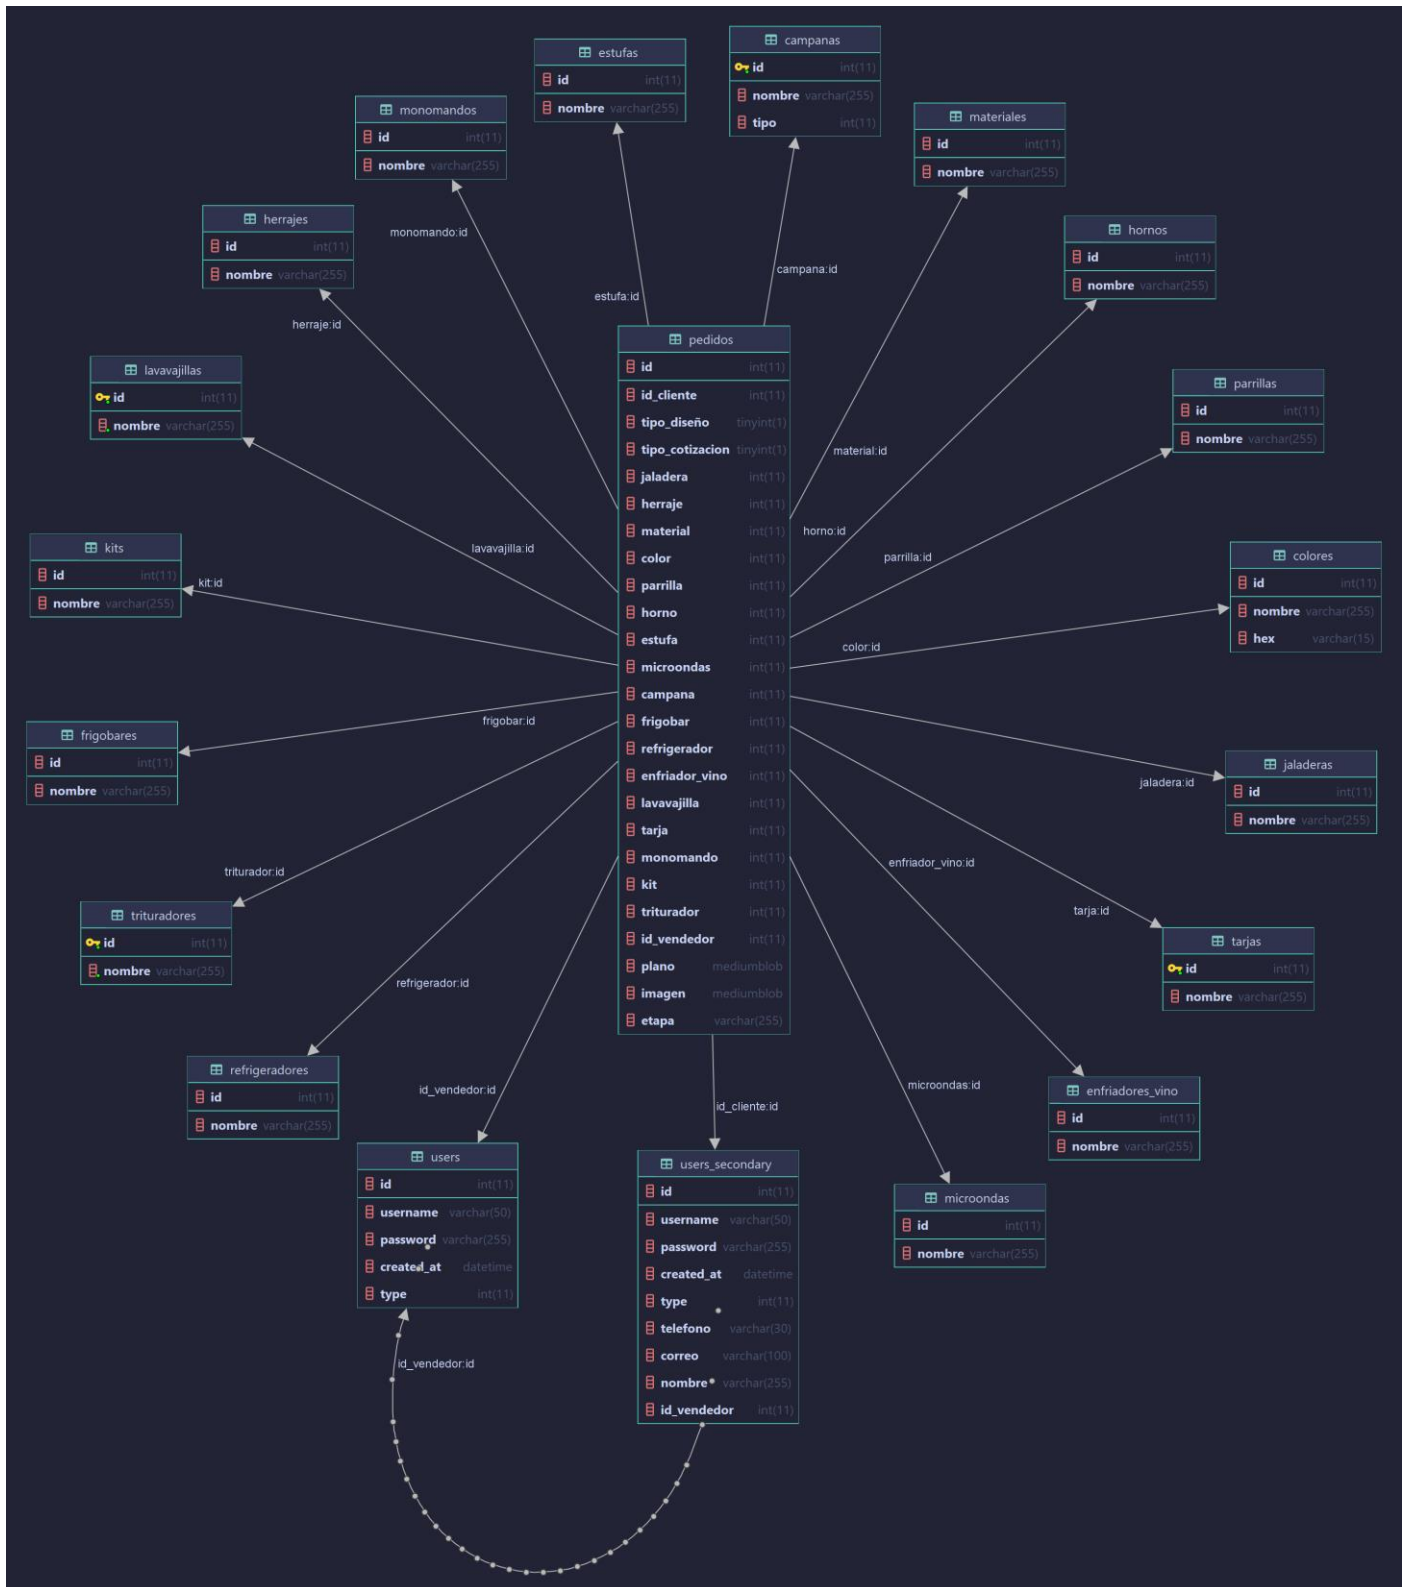 estufas
id int(11)
nombre varchar(255)
campanas
id int(11)
nombre varchar(255)
tipo int(11)
monomandos
id int(11)
nombre varchar(255)
materiales
id int(11)
nombre varchar(255)
herrajes
id int(11)
nombre varchar(255)
hornos
id int(11)
nombre varchar(255)
monomando:id
campana:id
estufa:id
herraje:id
pedidos
id int(11)
id_cliente int(11)
tipo_diseño tinyint(1)
tipo_cotizacion tinyint(1)
jaladera int(11)
herraje int(11)
material int(11)
color int(11)
parrilla int(11)
horno int(11)
estufa int(11)
microondas int(11)
campana int(11)
frigobar int(11)
refrigerador int(11)
enfriador_vino int(11)
lavavajilla int(11)
tarja int(11)
monomando int(11)
kit int(11)
triturador int(11)
id_vendedor int(11)
plano mediumblob
imagen mediumblob
etapa varchar(255)
lavavajillas
id int(11)
nombre varchar(255)
parrillas
id int(11)
nombre varchar(255)
material:id
horno:id
lavavajilla:id
parrilla:id
kits
id int(11)
nombre varchar(255)
kit:id
colores
id int(11)
nombre varchar(255)
hex varchar(15)
color:id
frigobar:id
frigobares
id int(11)
nombre varchar(255)
jaladeras
id int(11)
nombre varchar(255)
jaladera:id
triturador:id
enfriador_vino:id
tarja:id
trituradores
id int(11)
nombre varchar(255)
tarjas
id int(11)
nombre varchar(255)
refrigerador:id
refrigeradores
id int(11)
nombre varchar(255)
id_vendedor:id
id_cliente:id
microondas:id
enfriadores_vino
id int(11)
nombre varchar(255)
users
id int(11)
username varchar(50)
password varchar(255)
created_at datetime
type int(11)
users_secondary
id int(11)
username varchar(50)
password varchar(255)
created_at datetime
type int(11)
telefono varchar(30)
correo varchar(100)
nombre varchar(255)
id_vendedor int(11)
microondas
id int(11)
nombre varchar(255)
id_vendedor:id